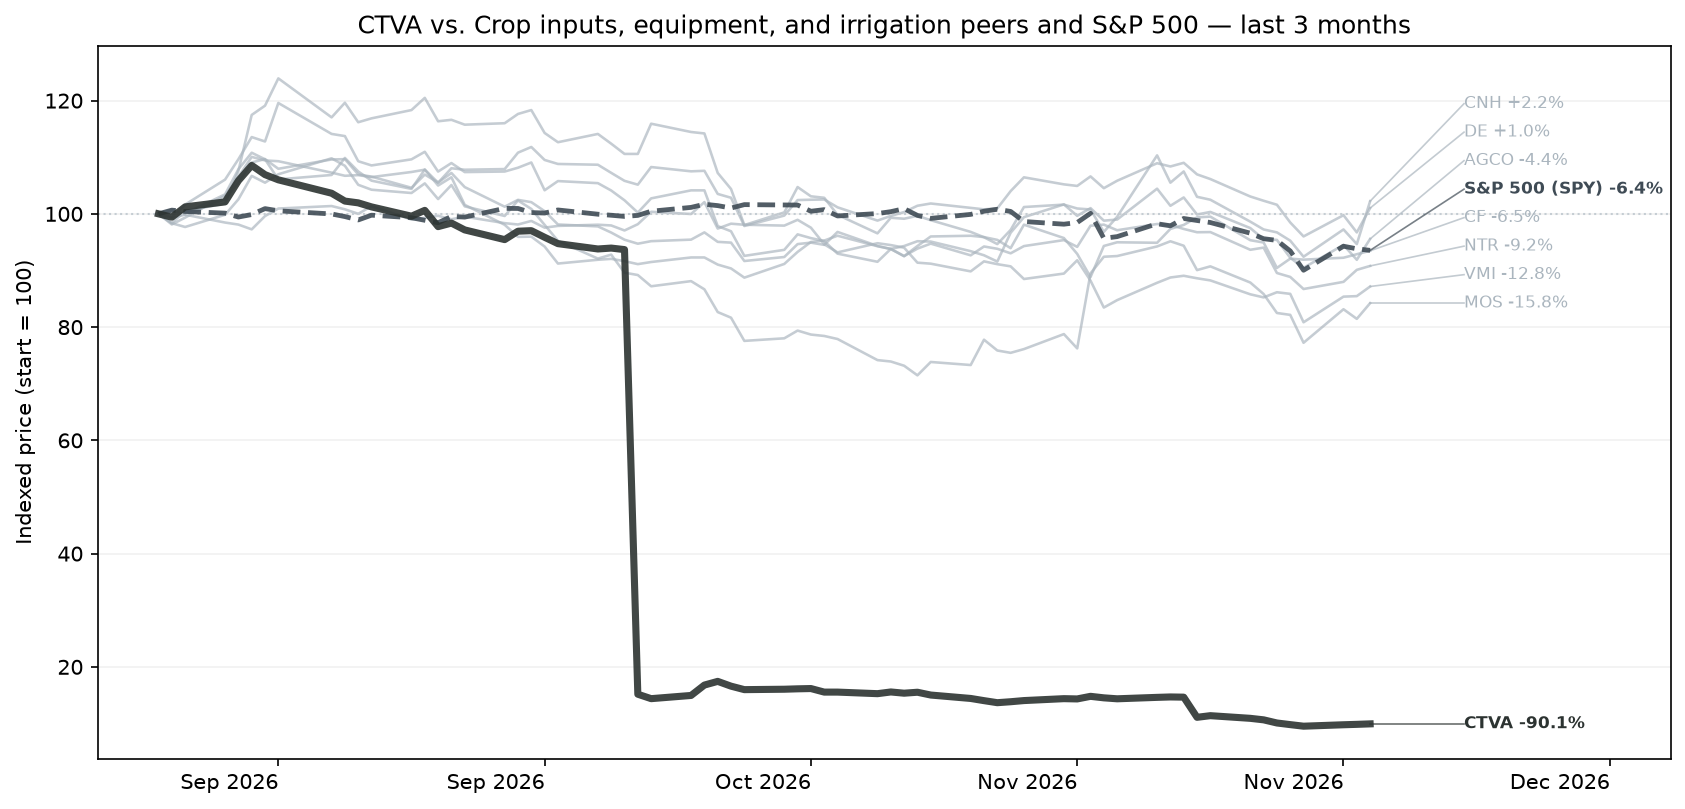 CTVA vs. Crop inputs, equipment, and irrigation peers and S&P 500 — last 3 months
Indexed price (start = 100)
120
100
80
60
40
20
CNH +2.2%
DE +1.0%
AGCO -4.4%
S&P 500 (SPY) -6.4%
CF -6.5%
NTR -9.2%
VMI -12.8%
MOS -15.8%
CTVA -90.1%
Sep 2026
Sep 2026
Oct 2026
Nov 2026
Nov 2026
Dec 2026